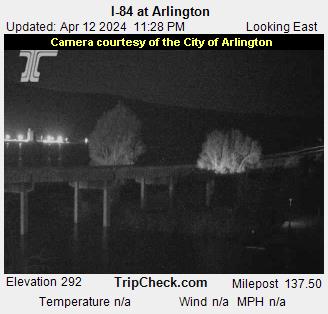 I-84 at Arlington
Updated: Apr 12 2024 11:28 PM Looking East
Camera courtesy of the City of Arlington
Elevation 292 TripCheck.com Milepost 137.50
Temperature n/a Wind n/a MPH n/a